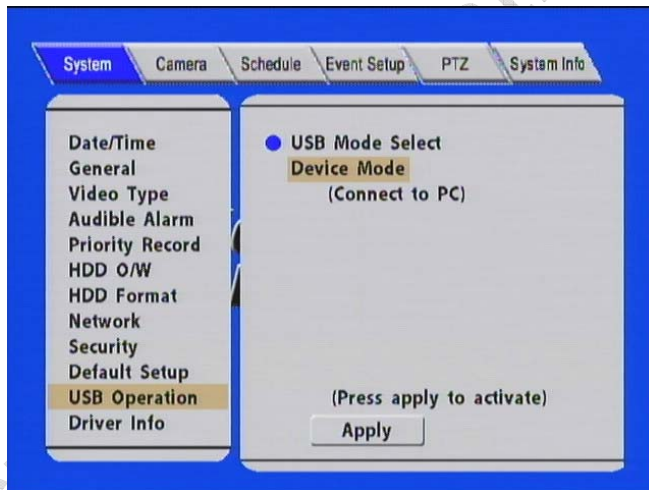 System Camera Schedule Event Setup PTZ System Info
Date/Time
General
Video Type
Audible Alarm
Priority Record
HDD O/W
HDD Format
Network
Security
Default Setup
USB Operation
Driver Info
USB Mode Select
Device Mode
(Connect to PC)
(Press apply to activate)
Apply